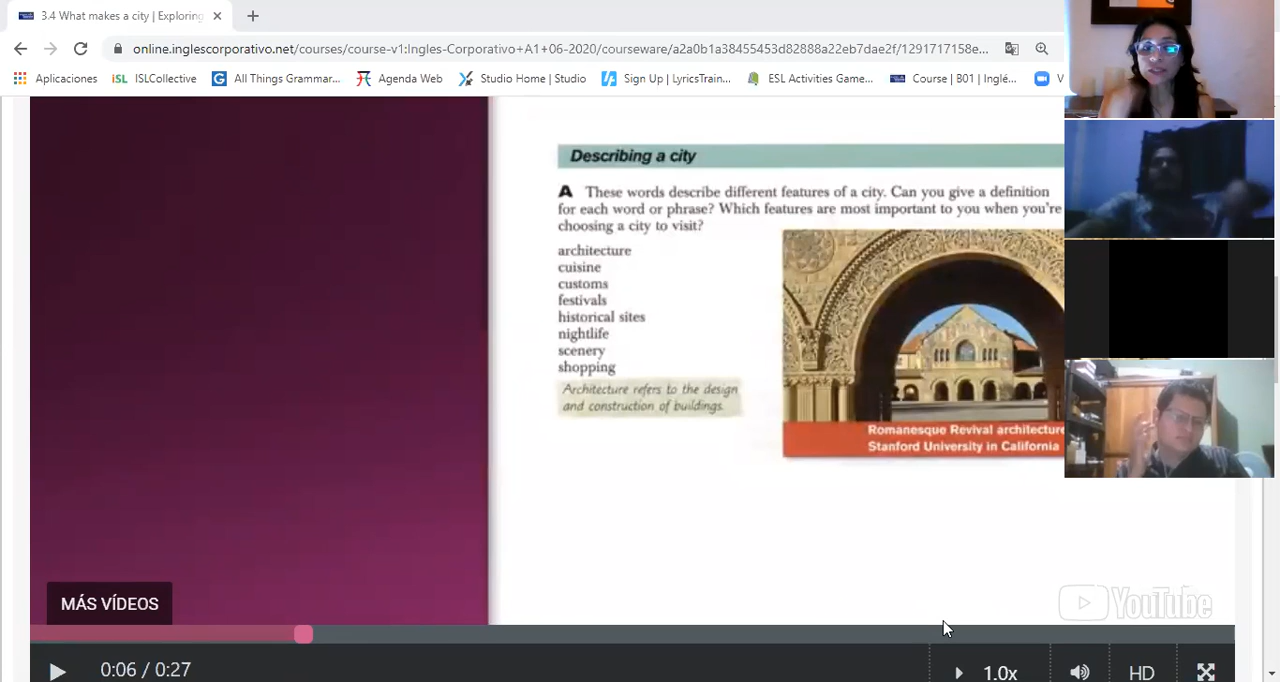 3.4 What makes a city | Exploring
online.inglescorporativo.net/courses/course-v1:Ingles-Corporativo+A1+06-2020/courseware/a2a0b1a38455453d82888a22eb7dae2f/1291717158e...
Aplicaciones
iSL ISLCollective
G All Things Grammar...
Agenda Web
Studio Home | Studio
Sign Up | LyricsTrain...
ESL Activities Game...
Course | B01 | Inglé...
V
Describing a city
A These words describe different features of a city. Can you give a definition
for each word or phrase? Which features are most important to you when you're
choosing a city to visit?
architecture
cuisine
customs
festivals
historical sites
nightlife
scenery
shopping
Architecture refers to the design
and construction of buildings.
Romanesque Revival architecture
Stanford University in California
MÁS VÍDEOS
YouTube
0:06 / 0:27
1.0x
HD